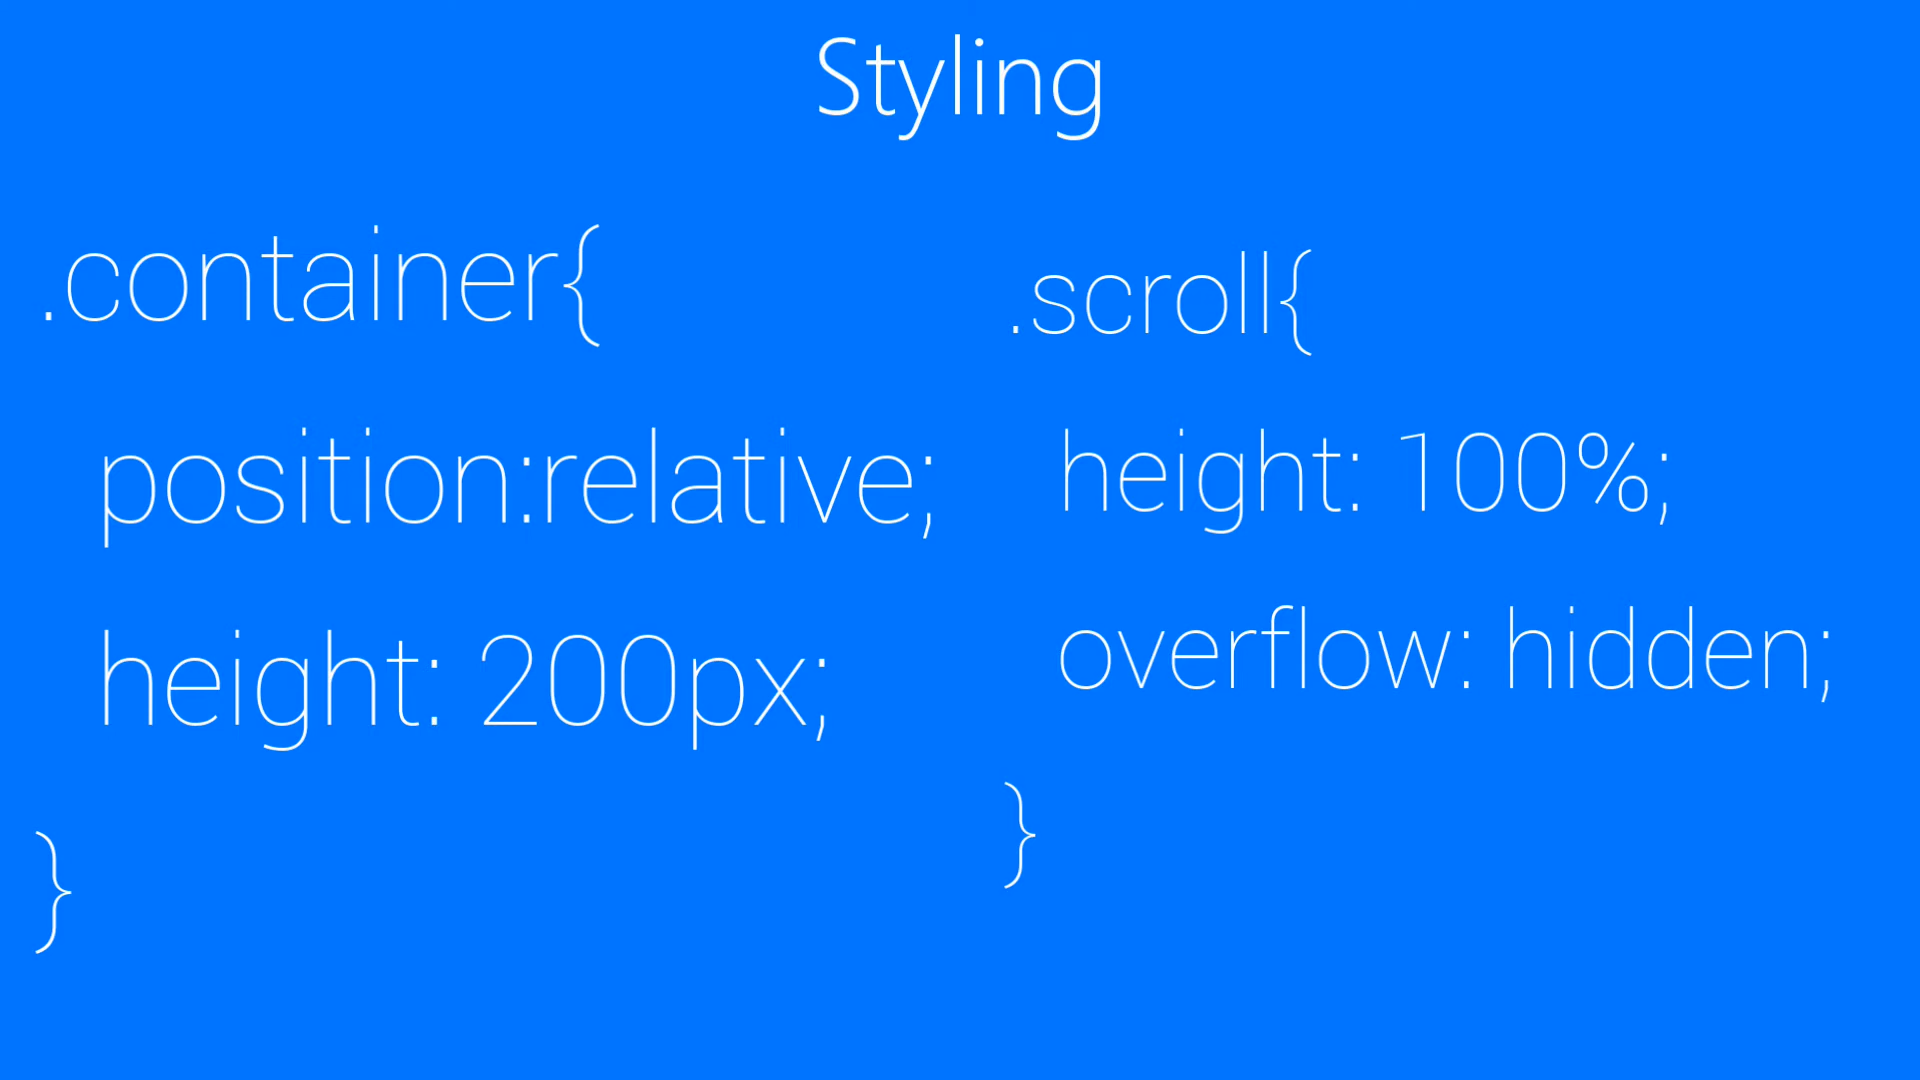 Styling
.container{
position:relative;
height: 200px;
}
.scroll{
height: 100%;
overflow: hidden;
}